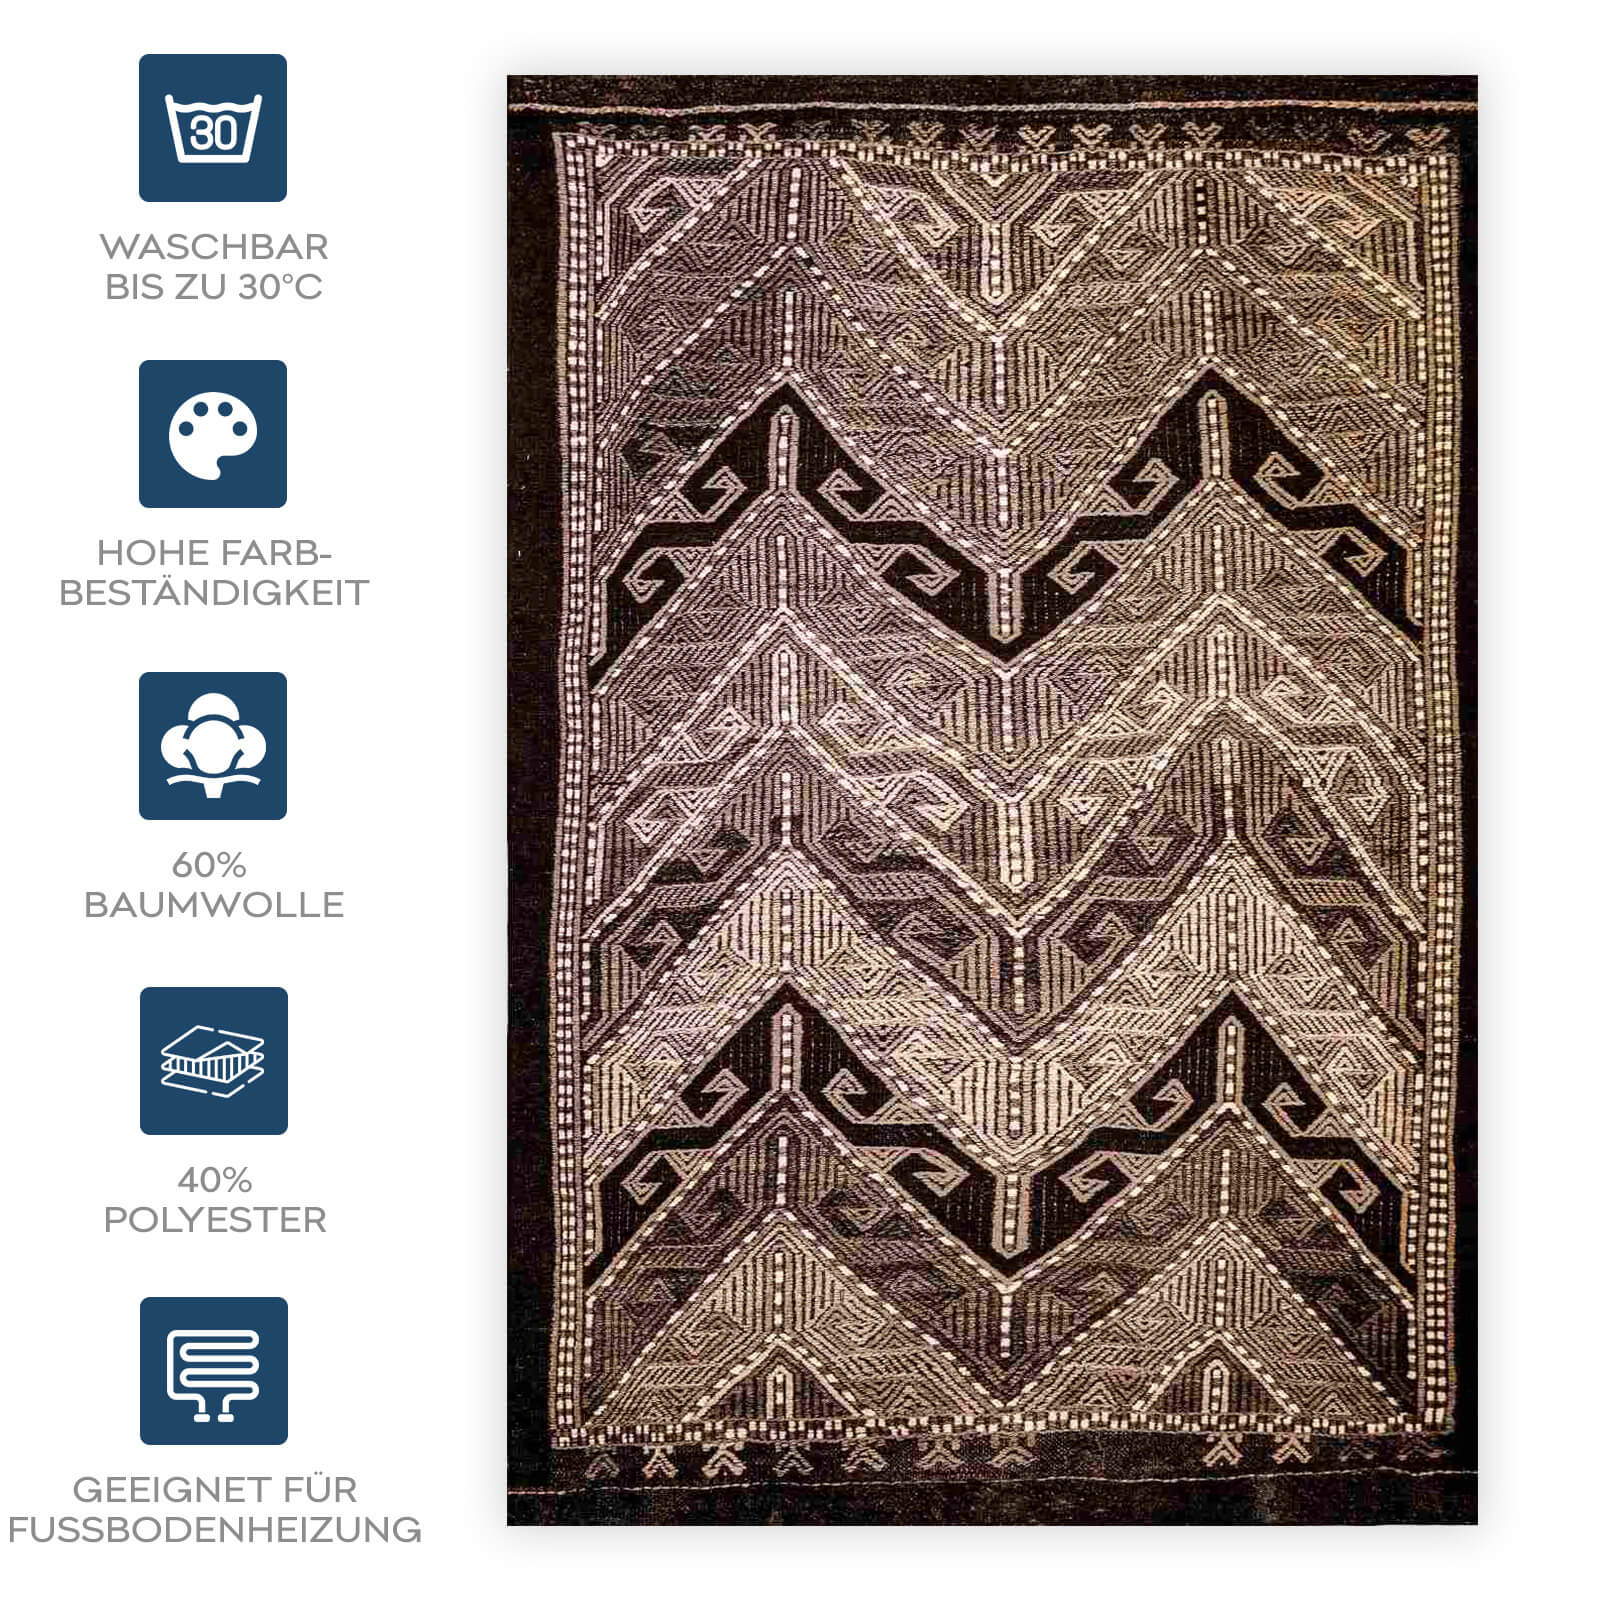 30
WASCHBAR
BIS ZU 30°C
HOHE FARB-
BESTÄNDIGKEIT
60%
BAUMWOLLE
40%
POLYESTER
GEEIGNET FÜR
FUSSBODENHEIZUNG